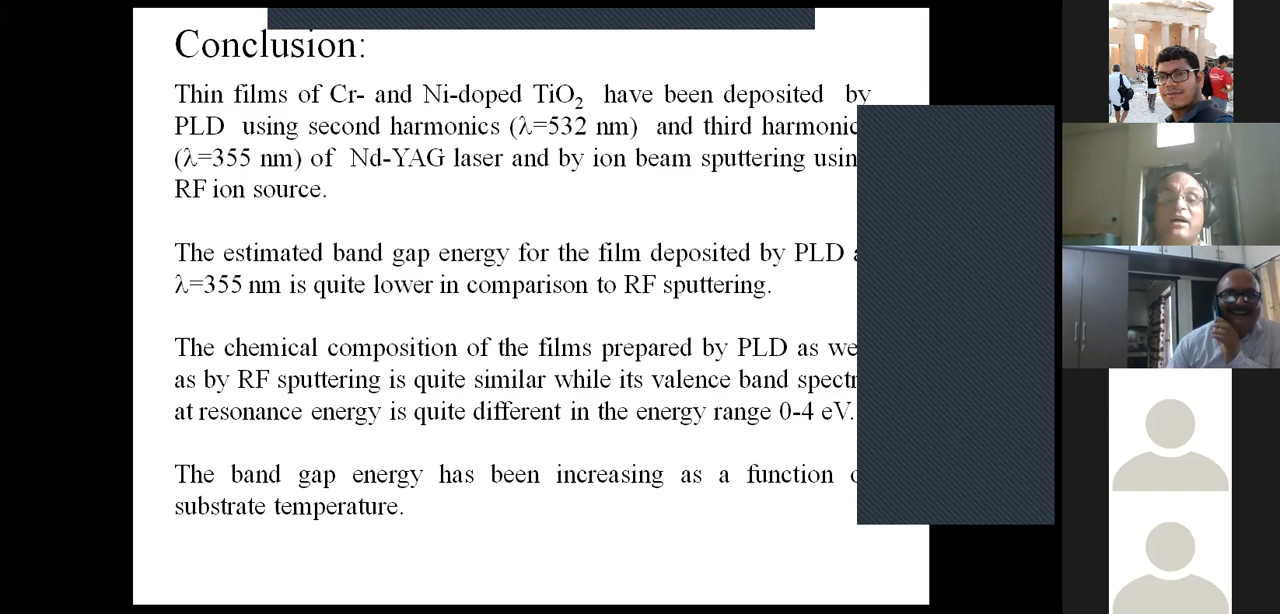 Conclusion:
Thin films of Cr- and Ni-doped TiO₂ have been deposited by
PLD using second harmonics (λ=532 nm) and third harmonic
(λ=355 nm) of Nd-YAG laser and by ion beam sputtering usin
RF ion source.
The estimated band gap energy for the film deposited by PLD
λ=355 nm is quite lower in comparison to RF sputtering.
The chemical composition of the films prepared by PLD as we
as by RF sputtering is quite similar while its valence band spectr
at resonance energy is quite different in the energy range 0-4 eV.
The band gap energy has been increasing as a function
substrate temperature.